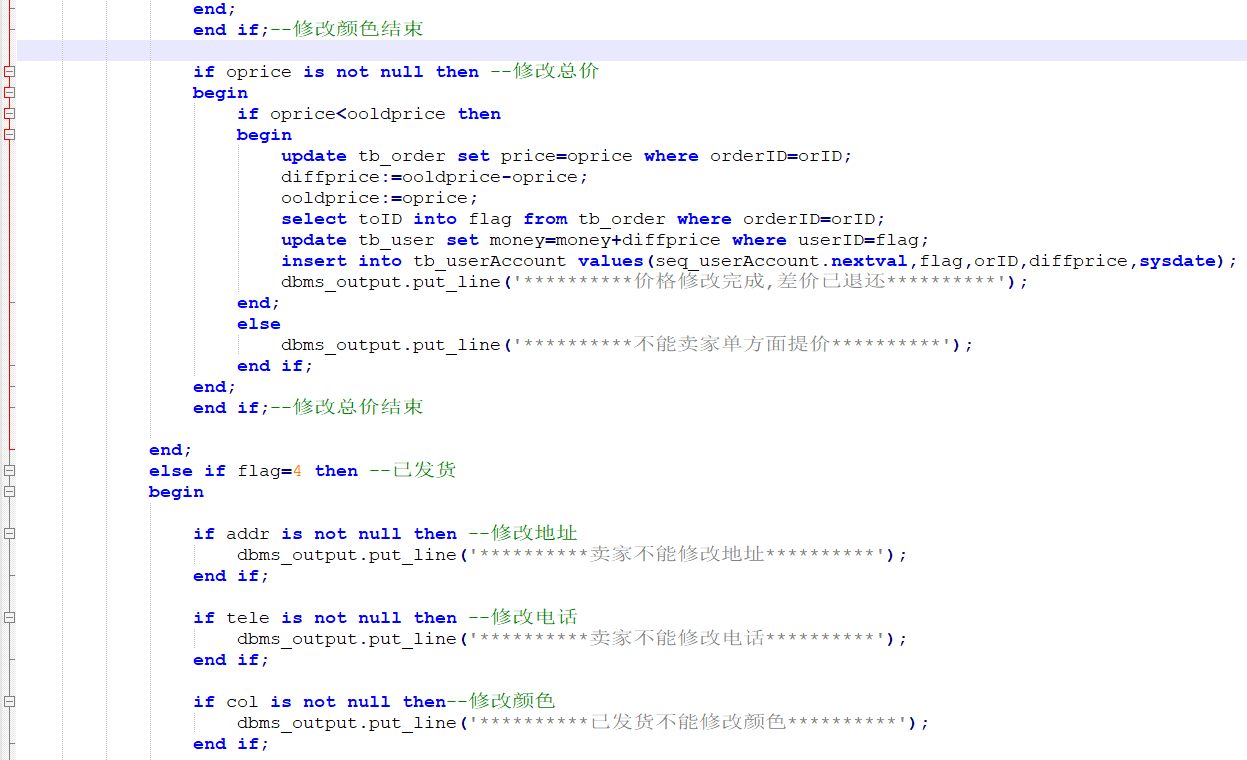 end;
end if;--修改颜色结束
if oprice is not null then --修改总价
begin
if oprice<ooldprice then
begin
update tb_order set price=oprice where orderID=orID;
diffprice:=ooldprice-oprice;
ooldprice:=oprice;
select toID into flag from tb_order where orderID=orID;
update tb_user set money=money+diffprice where userID=flag;
insert into tb_userAccount values(seq_userAccount.nextval,flag,orID,diffprice,sysdate);
dbms_output.put_line('**********价格修改完成,差价已退还**********');
end;
else
dbms_output.put_line('**********不能卖家单方面提价**********');
end if;
end;
end if;--修改总价结束
end;
else if flag=4 then --已发货
begin
if addr is not null then --修改地址
dbms_output.put_line('**********卖家不能修改地址**********');
end if;
if tele is not null then --修改电话
dbms_output.put_line('**********卖家不能修改电话**********');
end if;
if col is not null then--修改颜色
dbms_output.put_line('**********已发货不能修改颜色**********');
end if;